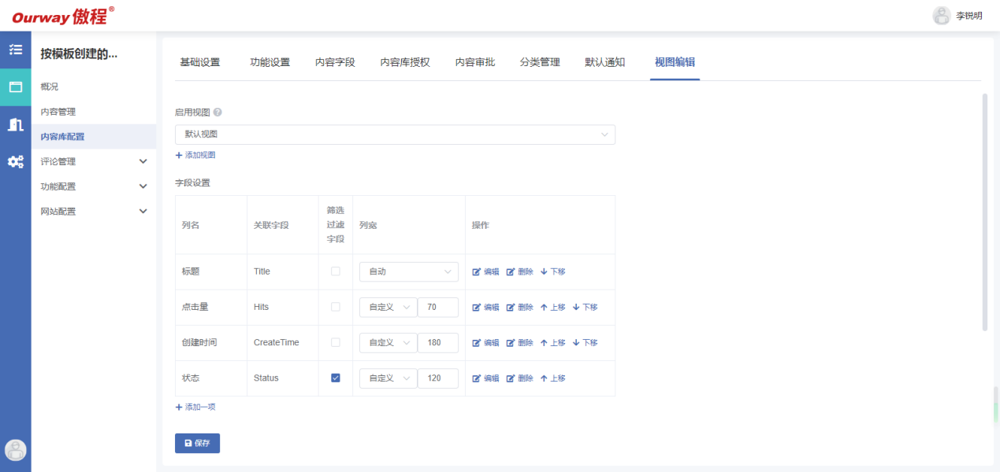 Ourway 傲程®
李锐明
按模板创建的...
概况
内容管理
内容库配置
评论管理
功能配置
网站配置
基础设置 功能设置 内容字段 内容库授权 内容审批 分类管理 默认通知 视图编辑
启用视图 ?
默认视图
+ 添加视图
字段设置
列名 关联字段 筛选过滤字段 列宽 操作
标题 Title 自动 编辑 删除 下移
点击量 Hits 自定义 70 编辑 删除 上移 下移
创建时间 CreateTime 自定义 180 编辑 删除 上移 下移
状态 Status 自定义 120 编辑 删除 上移
+ 添加一项
保存